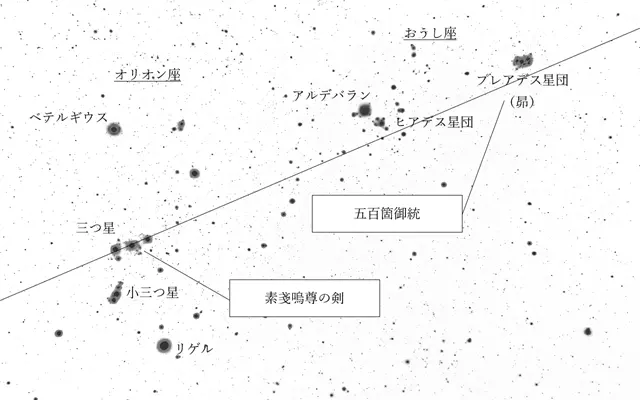 おうし座
オリオン座
プレアデス星団
（昴）
アルデバラン
ベテルギウス
ヒアデス星団
五百箇御統
三つ星
小三つ星
素戔嗚尊の剣
リゲル